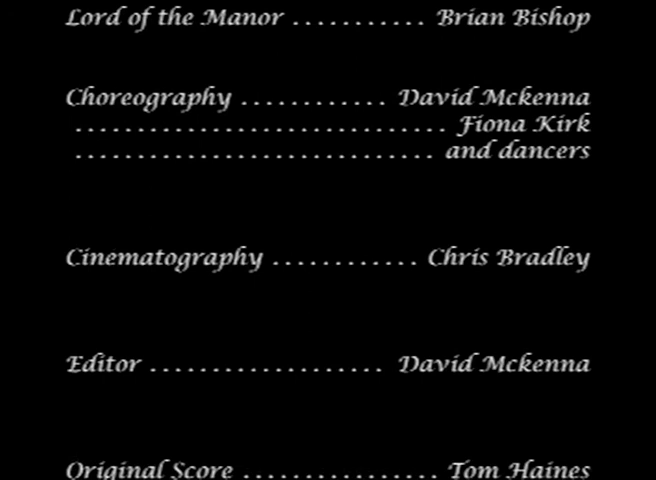 Lord of the Manor ........... Brian Bishop
Choreography ............ David Mckenna
.............................. Fiona Kirk
............................. and dancers
Cinematography ............ Chris Bradley
Editor ................... David Mckenna
Original Score ................ Tom Haines